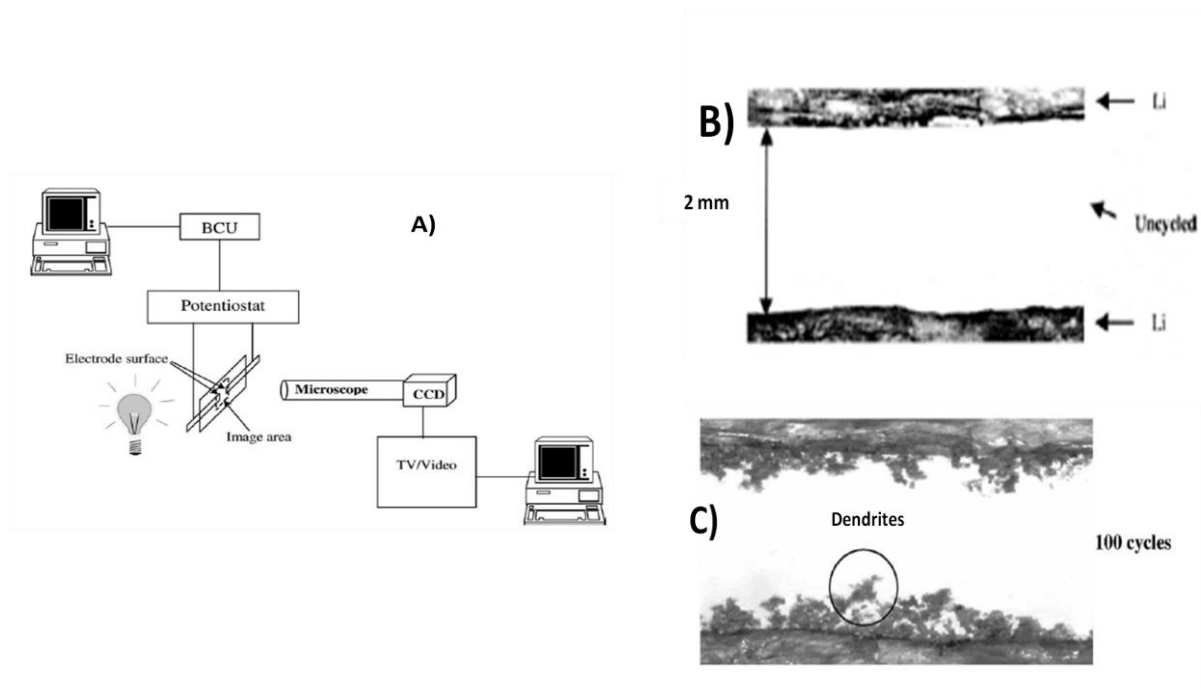 A)
BCU
Potentiostat
Electrode surface
Microscope
CCD
Image area
TV/Video
B)
Li
2 mm
Uncycled
Li
C)
Dendrites
100 cycles